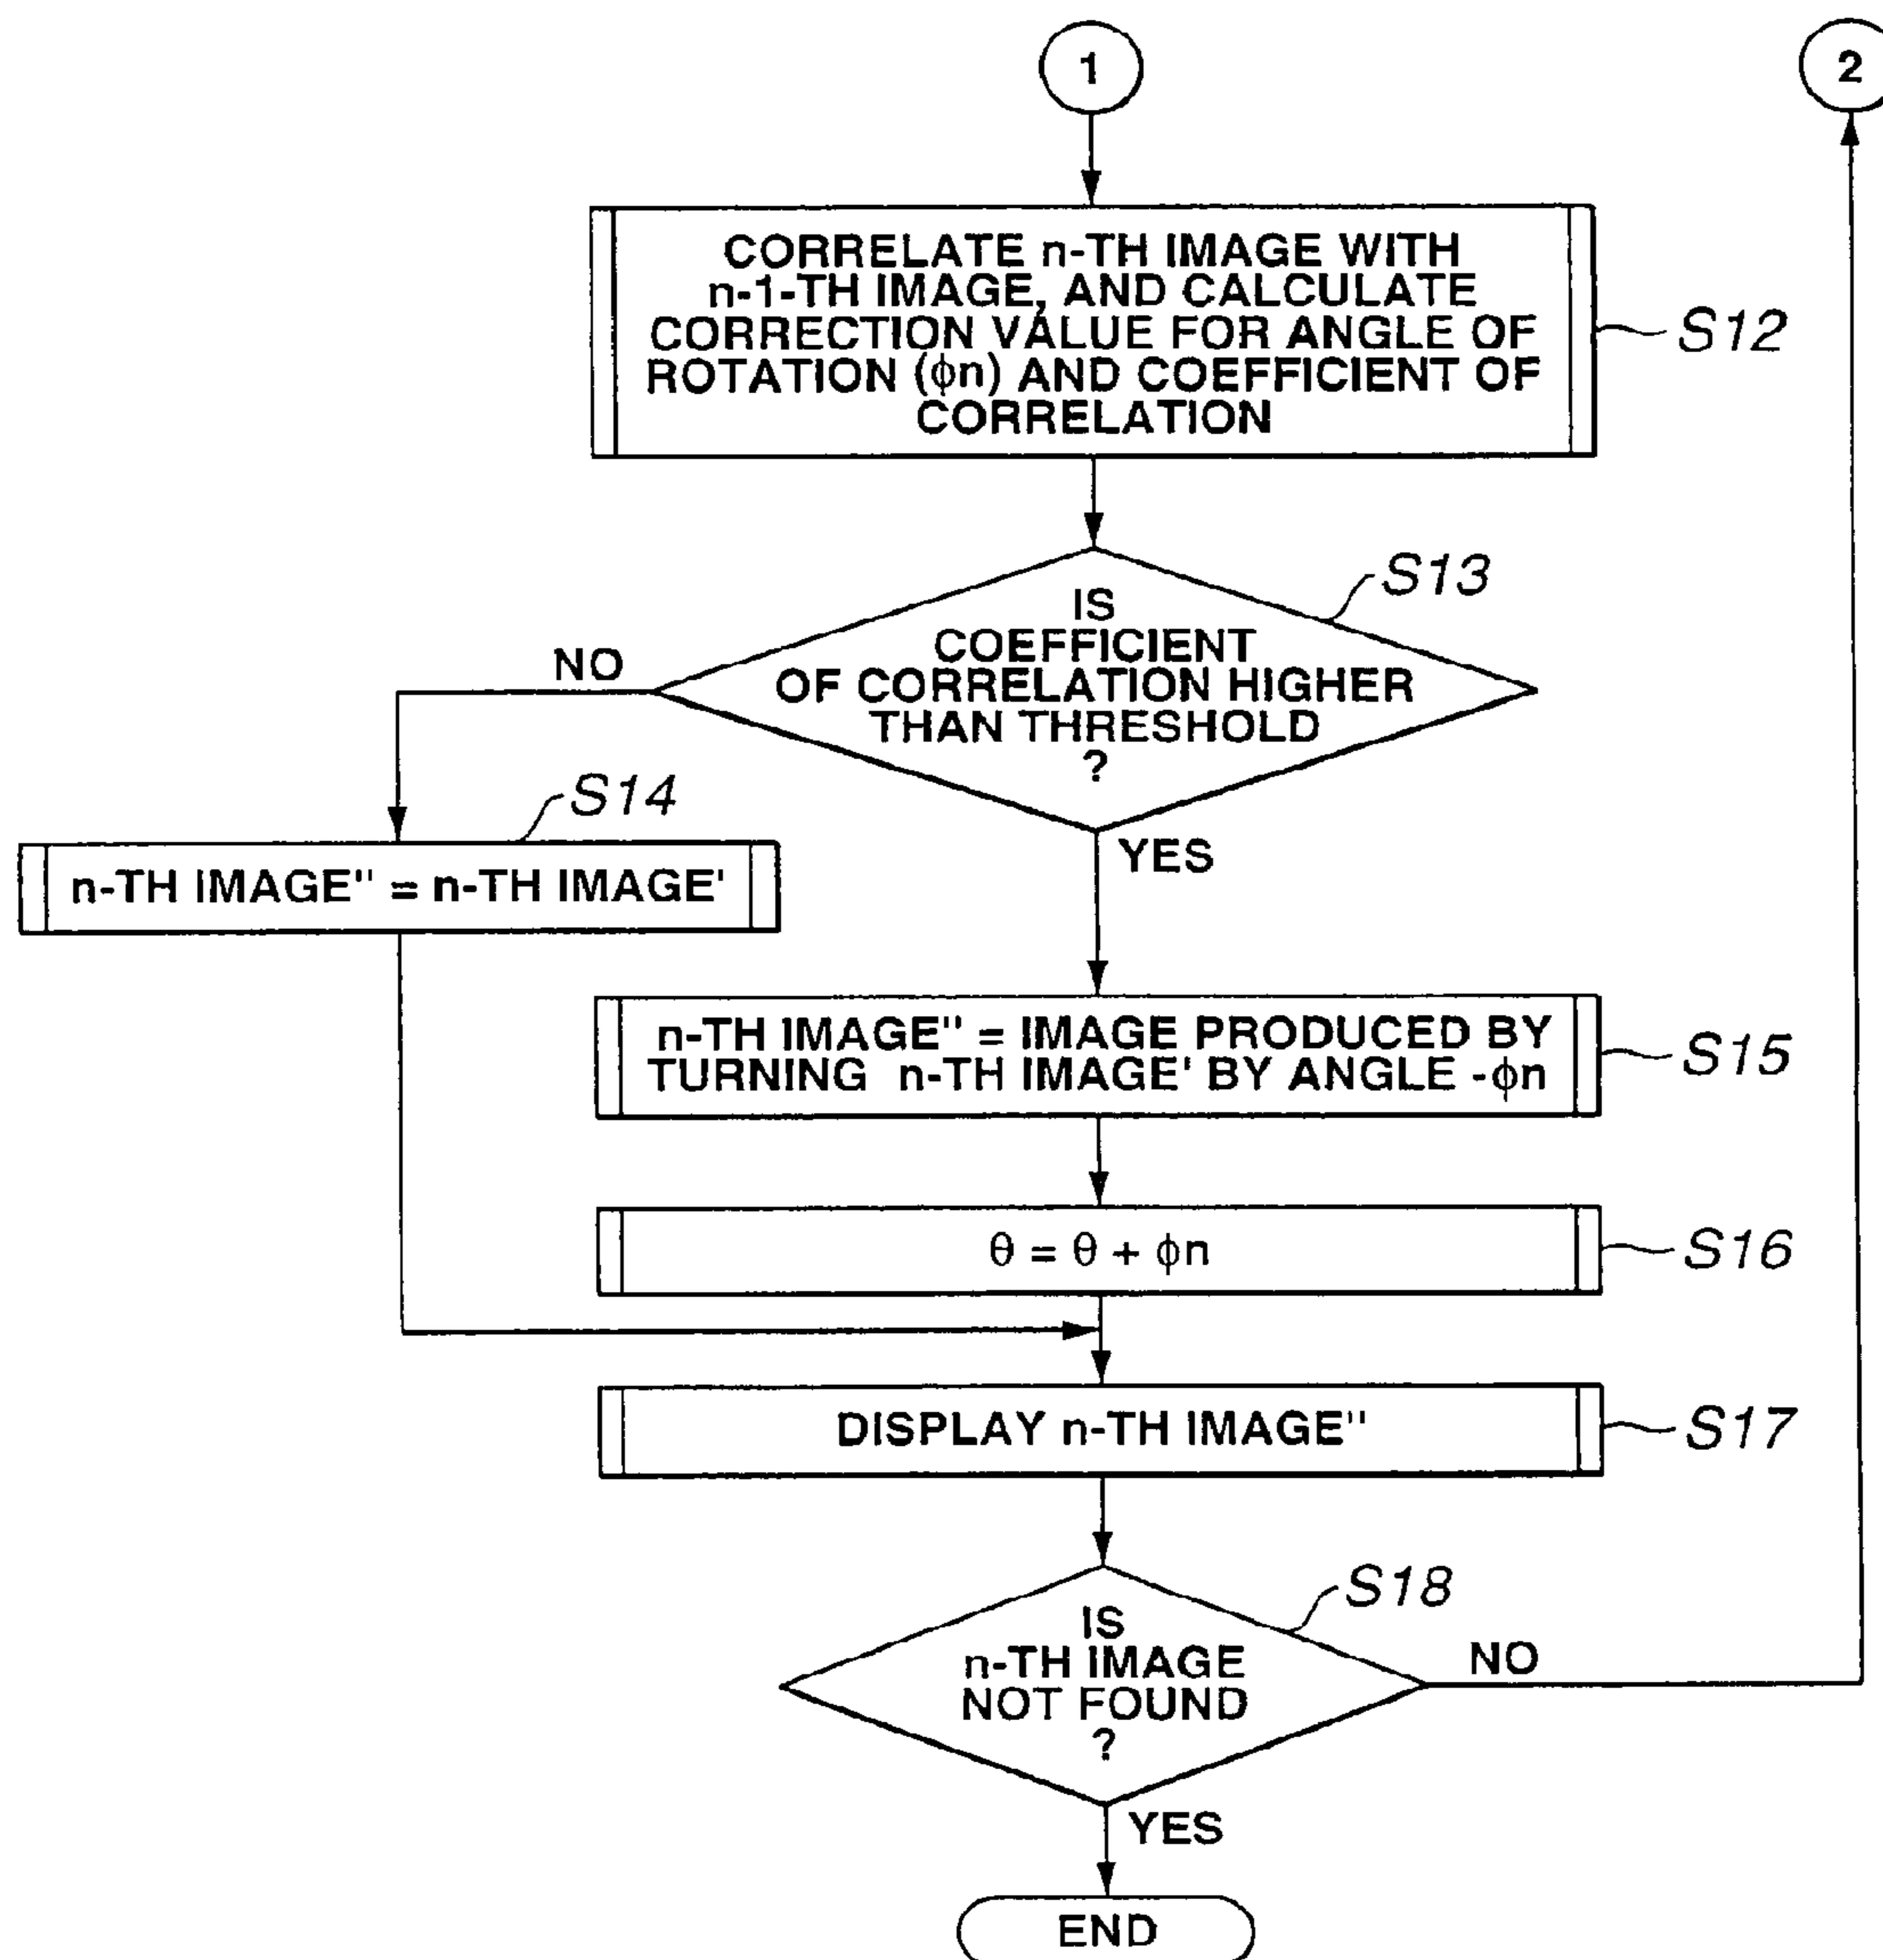 1
2
CORRELATE n-TH IMAGE WITH
n-1-TH IMAGE, AND CALCULATE
CORRECTION VALUE FOR ANGLE OF
ROTATION (ϕn) AND COEFFICIENT OF
CORRELATION
S12
S13
IS
COEFFICIENT
OF CORRELATION HIGHER
THAN THRESHOLD
?
NO
YES
S14
n-TH IMAGE" = n-TH IMAGE'
n-TH IMAGE" = IMAGE PRODUCED BY
TURNING n-TH IMAGE' BY ANGLE -ϕn
S15
θ = θ + ϕn
S16
DISPLAY n-TH IMAGE"
S17
S18
IS
n-TH IMAGE
NOT FOUND
?
NO
YES
END